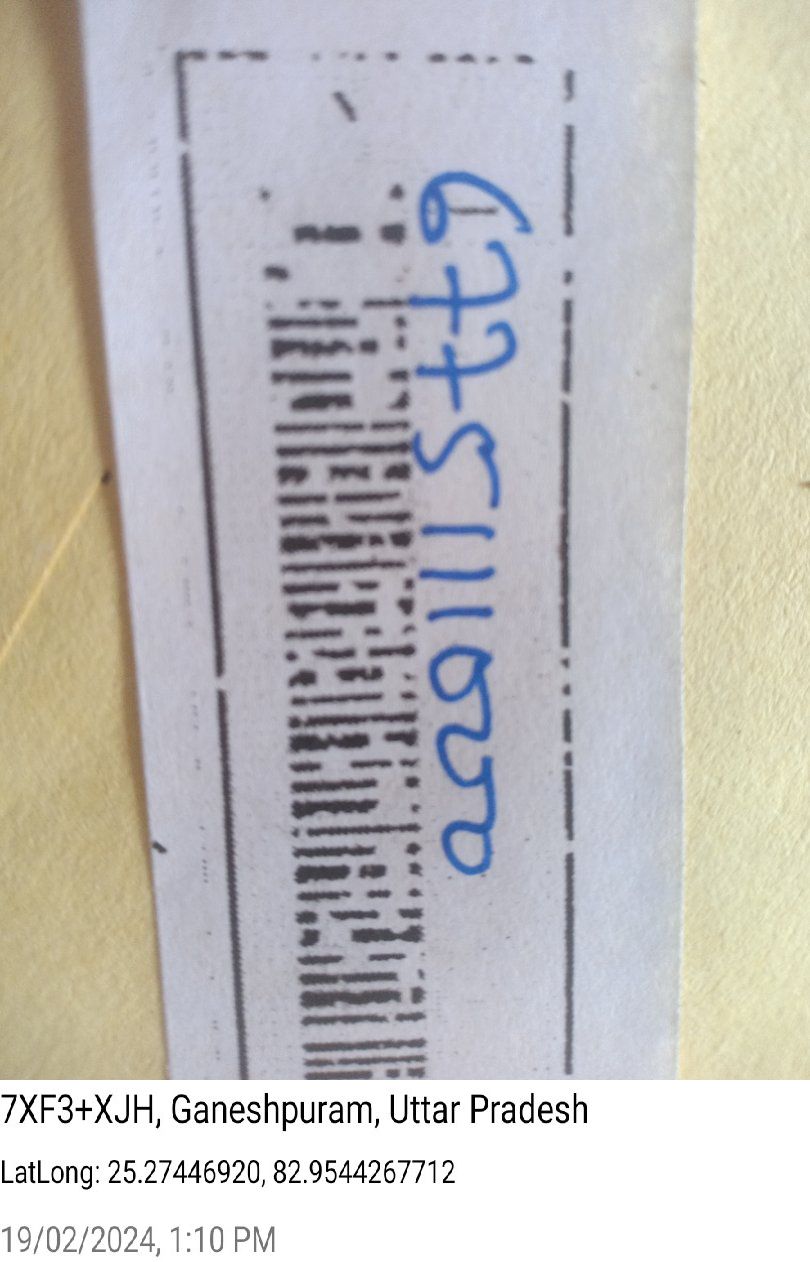 7XF3+XJH, Ganeshpuram, Uttar Pradesh
LatLong: 25.27446920, 82.9544267712
19/02/2024, 1:10 PM